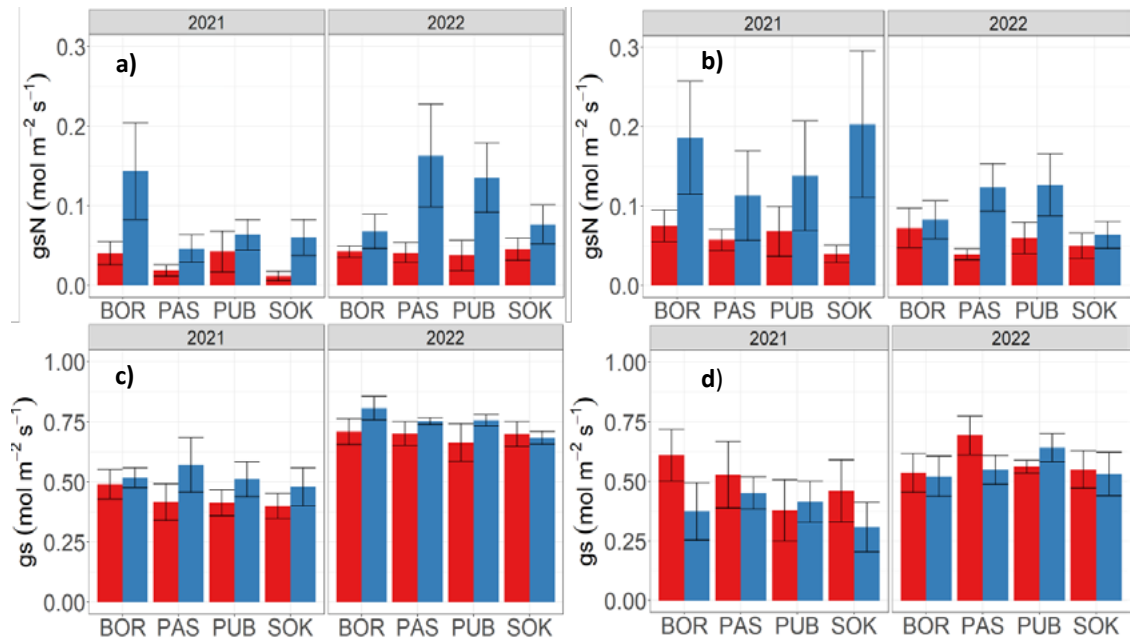 2021 2022
a)
gsN (mol m⁻² s⁻¹)
0.3
0.2
0.1
0.0
BOR PAS PUB SOK BOR PAS PUB SOK
2021 2022
b)
gsN (mol m⁻² s⁻¹)
0.3
0.2
0.1
0.0
BOR PAS PUB SOK BOR PAS PUB SOK
2021 2022
c)
gs (mol m⁻² s⁻¹)
1.00
0.75
0.50
0.25
0.00
BOR PAS PUB SOK BOR PAS PUB SOK
2021 2022
d)
gs (mol m⁻² s⁻¹)
1.00
0.75
0.50
0.25
0.00
BOR PAS PUB SOK BOR PAS PUB SOK